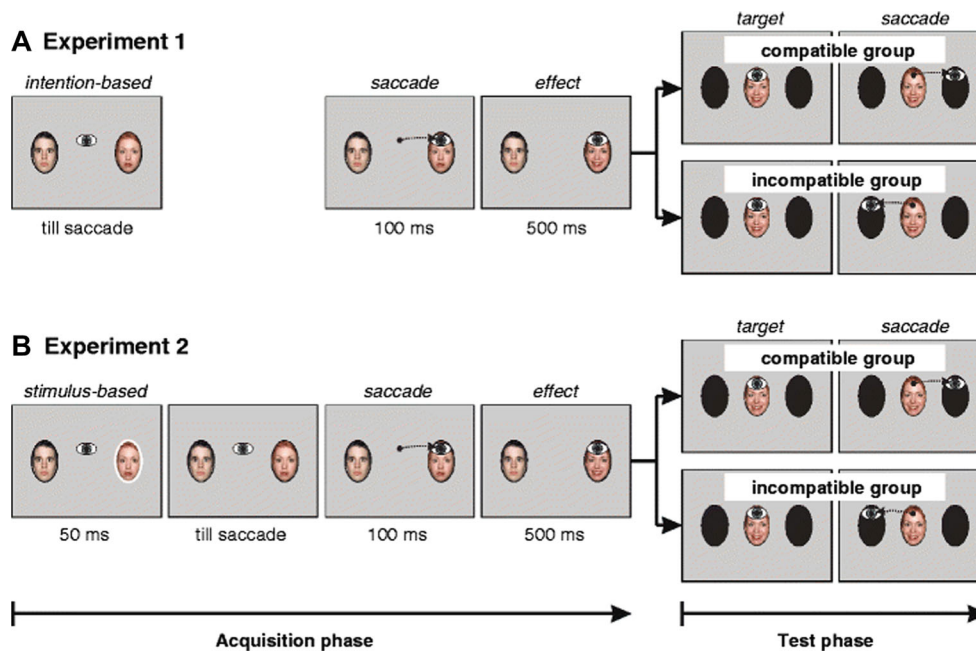 A Experiment 1
intention-based
till saccade
saccade
100 ms
effect
500 ms
target
saccade
compatible group
incompatible group
B Experiment 2
stimulus-based
50 ms
till saccade
saccade
100 ms
effect
500 ms
target
saccade
compatible group
incompatible group
Acquisition phase
Test phase